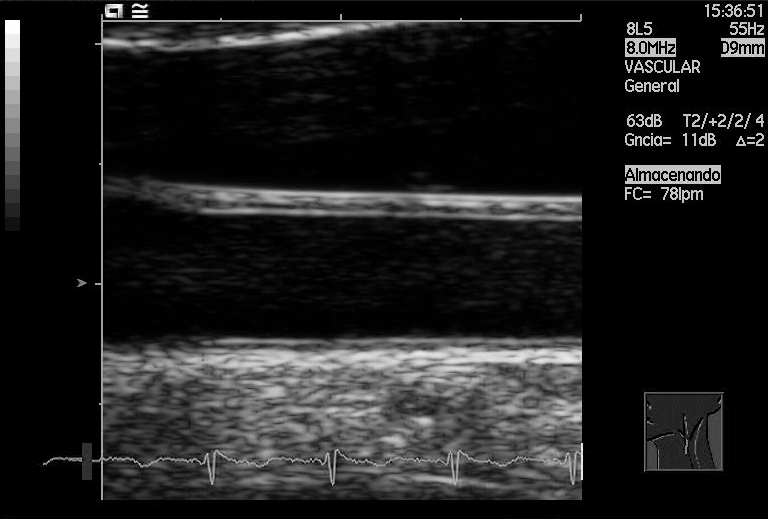 15:36:51
8L5 55Hz
8.0MHz D9mm
VASCULAR
General
63dB T2/+2/2/ 4
Gncia= 11dB Δ=2
Almacenando
FC= 78lpm